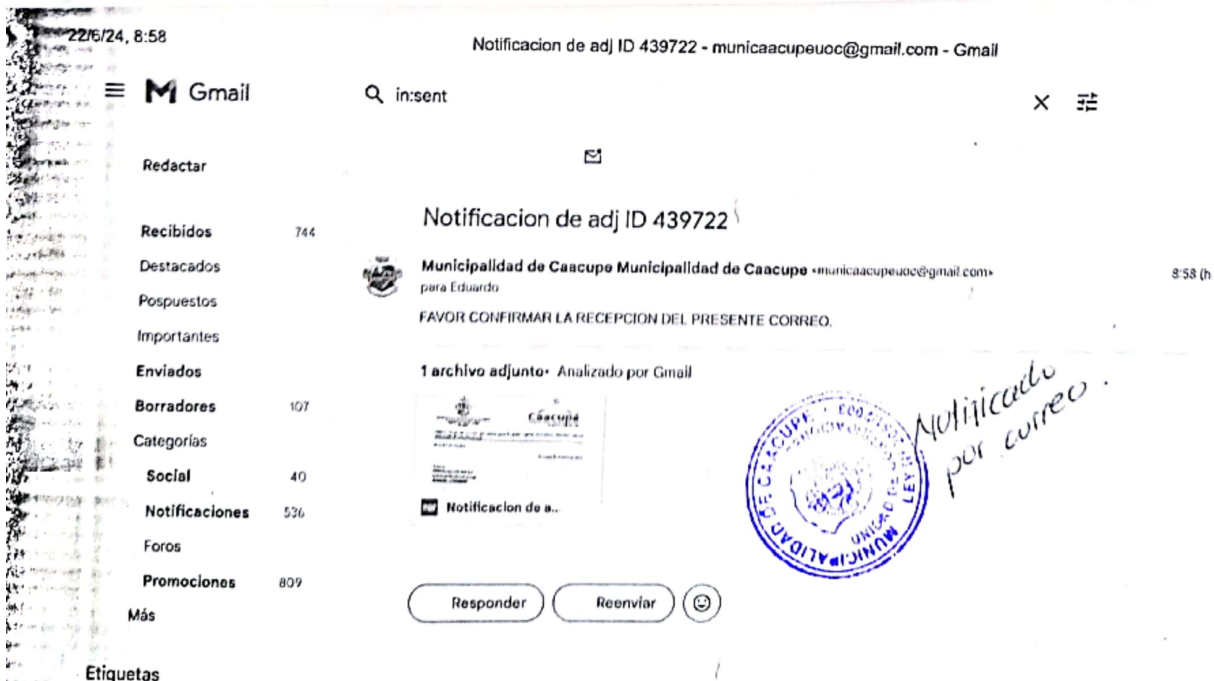 22/6/24, 8:58
Notificacion de adj ID 439722 - municaacupeuoc@gmail.com - Gmail
Gmail
in:sent
Redactar
Notificacion de adj ID 439722
Recibidos 744
Destacados
Pospuestos
Importantes
Enviados
Borradores 107
Categorías
Social 40
Notificaciones 536
Foros
Promociones 809
Más
Etiquetas
Municipalidad de Caacupe Municipalidad de Caacupe <municaacupeuoc@gmail.com>
8:58 (h
para Eduardo
FAVOR CONFIRMAR LA RECEPCION DEL PRESENTE CORREO.
1 archivo adjunto• Analizado por Gmail
Caacupé
Notificacion de a..
Responder
Reenviar
MUNICIPALIDAD DE CAACUPE
Notificado
por correo.